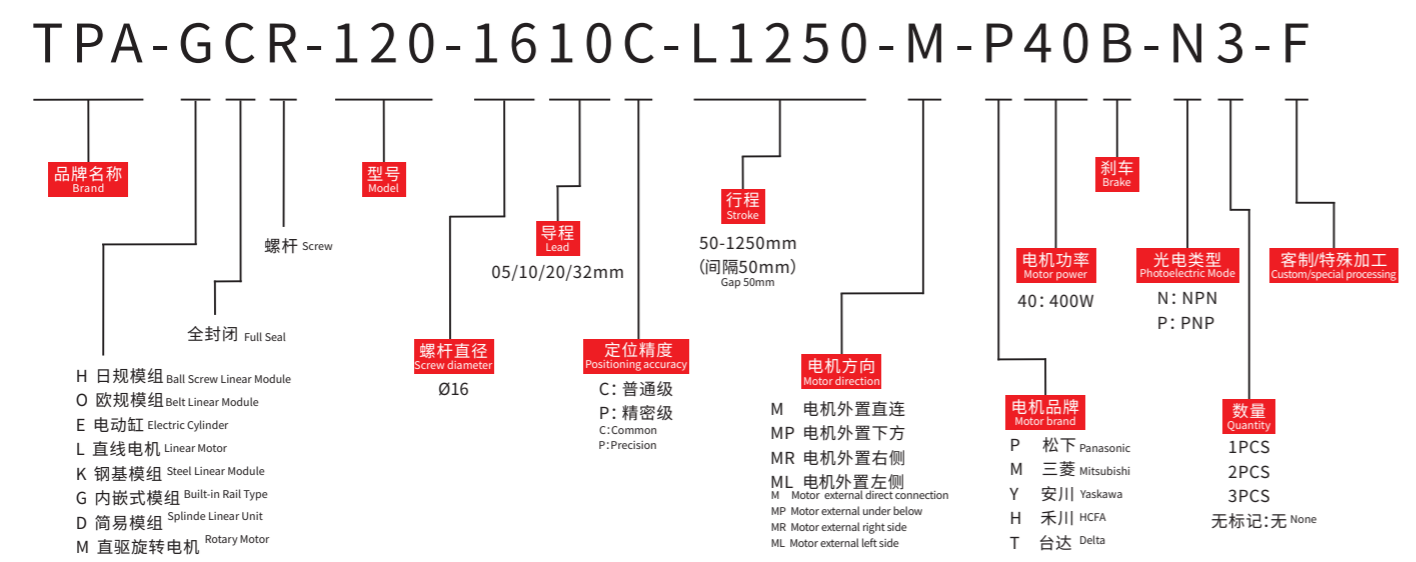 TPA-GCR-120-1610C-L1250-M-P40B-N3-F
品牌名称
Brand
H 日规模组 Ball Screw Linear Module
O 欧规模组 Belt Linear Module
E 电动缸 Electric Cylinder
L 直线电机 Linear Motor
K 钢基模组 Steel Linear Module
G 内嵌式模组 Built-in Rail Type
D 简易模组 Splinde Linear Unit
M 直驱旋转电机 Rotary Motor
全封闭 Full Seal
螺杆 Screw
型号
Model
螺杆直径
Screw diameter
Ø16
导程
Lead
05/10/20/32mm
定位精度
Positioning accuracy
C：普通级
P：精密级
C：Common
P：Precision
行程
Stroke
50-1250mm
（间隔50mm）
Gap 50mm
电机方向
Motor direction
M 电机外置直连
MP 电机外置下方
MR 电机外置右侧
ML 电机外置左侧
M Motor external direct connection
MP Motor external under below
MR Motor external right side
ML Motor external left side
电机品牌
Motor brand
P 松下 Panasonic
M 三菱 Mitsubishi
Y 安川 Yaskawa
H 禾川 HCFA
T 台达 Delta
电机功率
Motor power
40：400W
刹车
Brake
光电类型
Photoelectric Mode
N：NPN
P：PNP
数量
Quantity
1PCS
2PCS
3PCS
无标记：无 None
客制/特殊加工
Custom/special processing